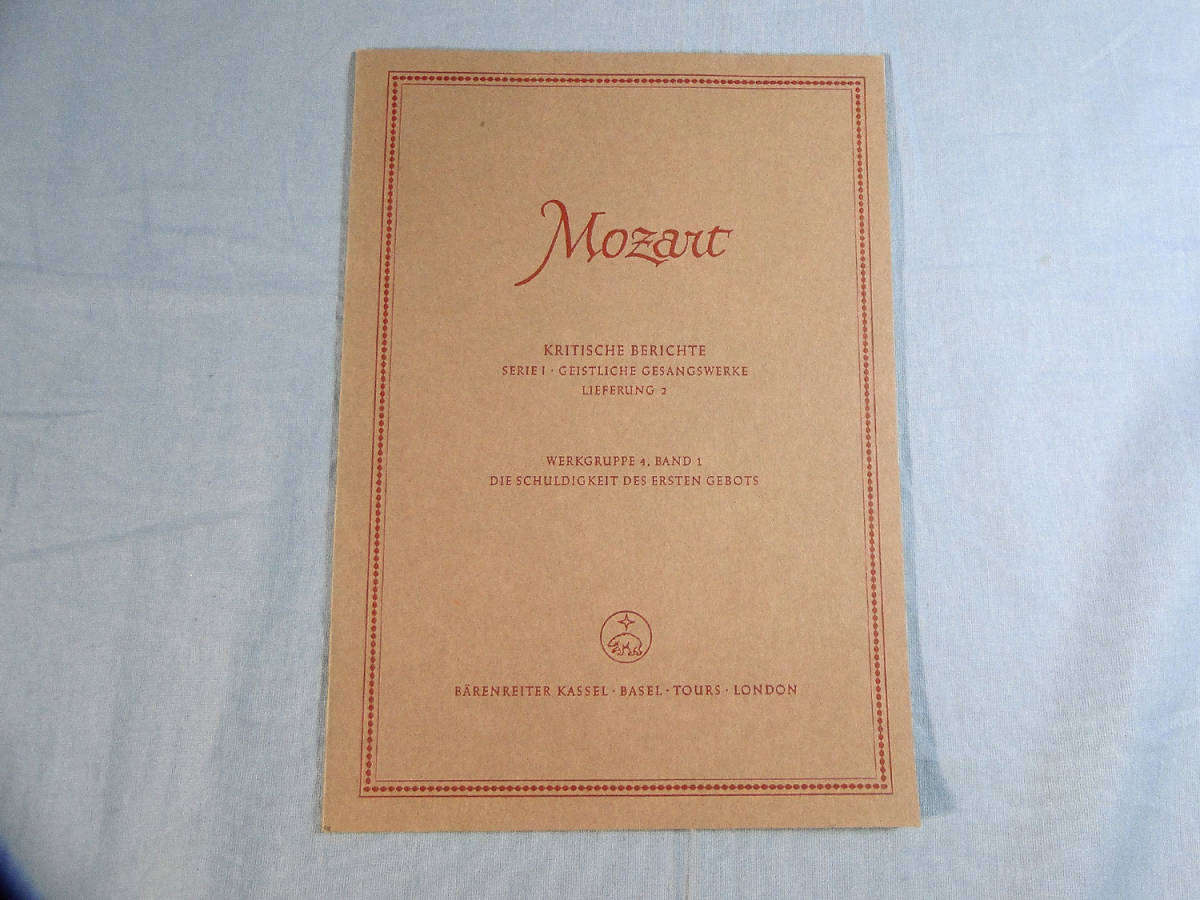 Mozart
KRITISCHE BERICHTE
SERIE I · GEISTLICHE GESANGSWERKE
LIEFERUNG 2
WERKGRUPPE 4, BAND 1
DIE SCHULDIGKEIT DES ERSTEN GEBOTS
BÄRENREITER KASSEL · BASEL · TOURS · LONDON